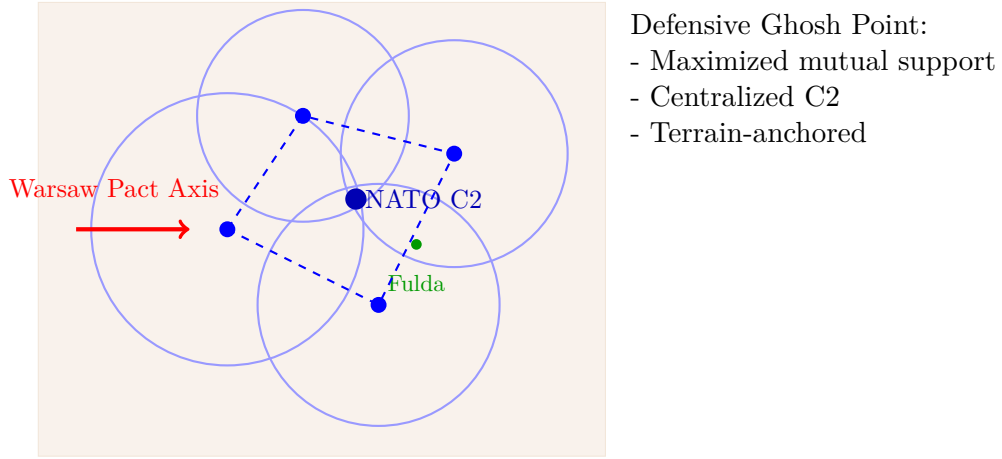 Defensive Ghosh Point:
- Maximized mutual support
- Centralized C2
- Terrain-anchored
Warsaw Pact Axis
NATO C2
Fulda